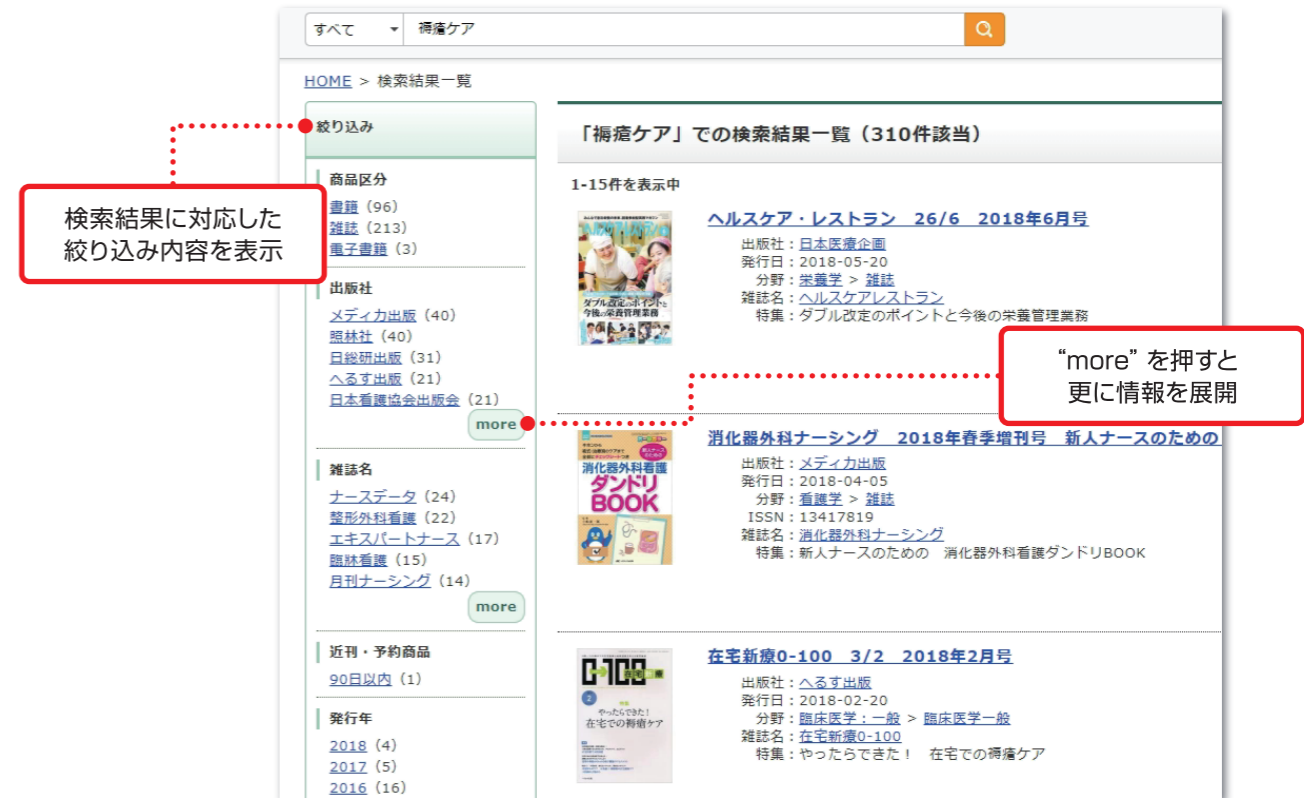 すべて
褥瘡ケア
HOME > 検索結果一覧
絞り込み
検索結果に対応した
絞り込み内容を表示
商品区分
書籍 (96)
雑誌 (213)
電子書籍 (3)
出版社
メディカ出版 (40)
照林社 (40)
日総研出版 (31)
へるす出版 (21)
日本看護協会出版会 (21)
more
雑誌名
ナースデータ (24)
整形外科看護 (22)
エキスパートナース (17)
臨牀看護 (15)
月刊ナーシング (14)
more
近刊・予約商品
90日以内 (1)
発行年
2018 (4)
2017 (5)
2016 (16)
「褥瘡ケア」での検索結果一覧（310件該当）
1-15件を表示中
ヘルスケア・レストラン
ダブル改定のポイントと
今後の栄養管理業務
ヘルスケア・レストラン　26/6　2018年6月号
出版社：日本医療企画
発行日：2018-05-20
分野：栄養学 > 雑誌
雑誌名：ヘルスケアレストラン
特集：ダブル改定のポイントと今後の栄養管理業務
“more” を押すと
更に情報を展開
消化器外科看護
ダンドリ
BOOK
消化器外科ナーシング　2018年春季増刊号　新人ナースのための
出版社：メディカ出版
発行日：2018-04-05
分野：看護学 > 雑誌
ISSN：13417819
雑誌名：消化器外科ナーシング
特集：新人ナースのための　消化器外科看護ダンドリBOOK
0→100 在宅新療
2
特集
やったらできた！
在宅での褥瘡ケア
在宅新療0-100　3/2　2018年2月号
出版社：へるす出版
発行日：2018-02-20
分野：臨床医学：一般 > 臨床医学一般
雑誌名：在宅新療0-100
特集：やったらできた！　在宅での褥瘡ケア